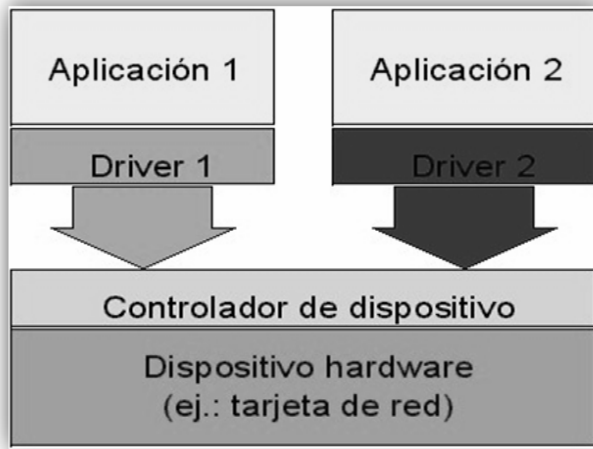 Aplicación 1
Aplicación 2
Driver 1
Driver 2
Controlador de dispositivo
Dispositivo hardware
(ej.: tarjeta de red)